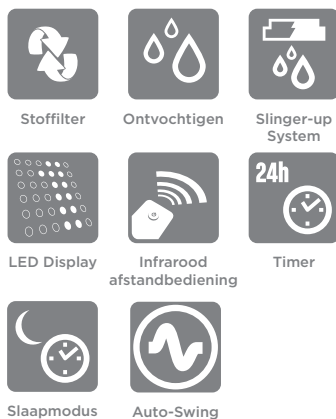 Stoffilter
Ontvochtigen
Slinger-up
System
LED Display
Infrarood
afstandbediening
24h
Timer
Slaapmodus
Auto-Swing